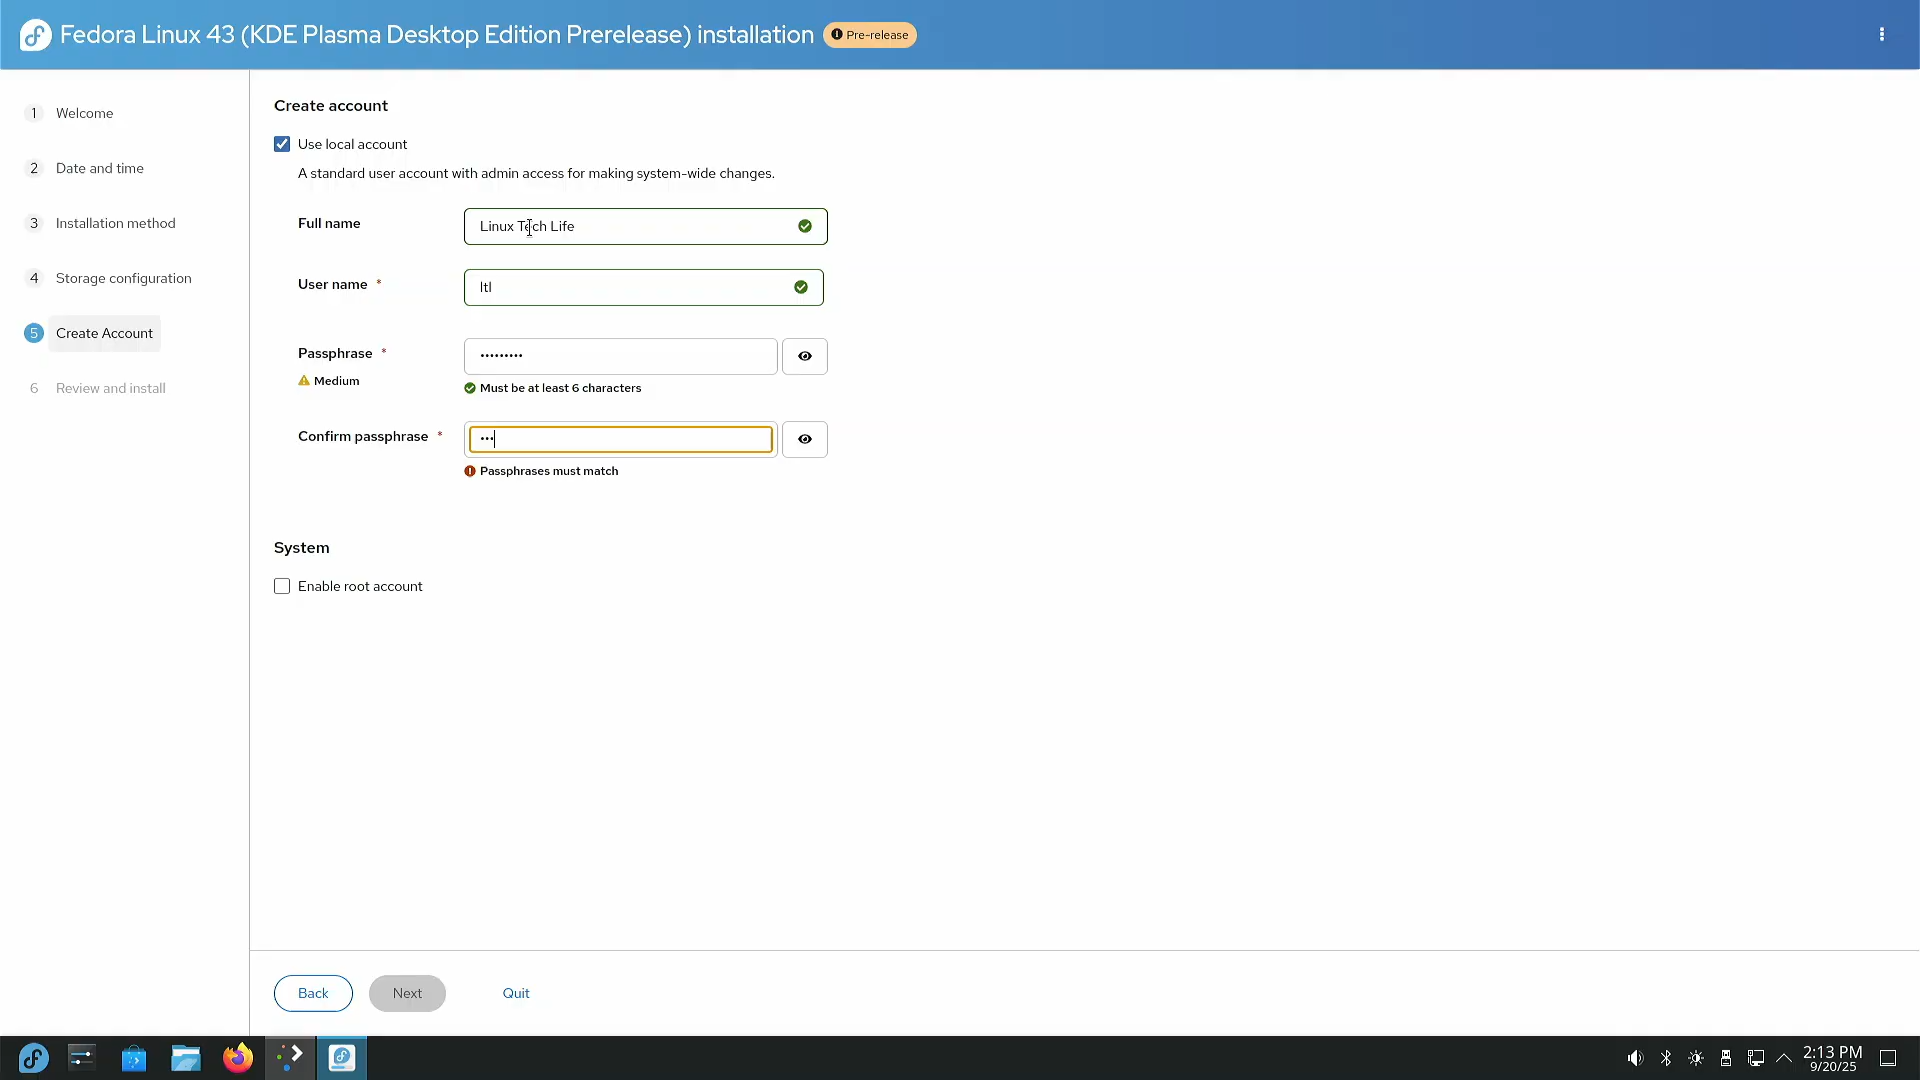 Fedora Linux 43 (KDE Plasma Desktop Edition Prerelease) installation
Pre-release
1 Welcome
2 Date and time
3 Installation method
4 Storage configuration
5 Create Account
6 Review and install
Create account
Use local account
A standard user account with admin access for making system-wide changes.
Full name
Linux Tech Life
User name *
ltl
Passphrase *
•••••••••
Medium
Must be at least 6 characters
Confirm passphrase *
•••
Passphrases must match
System
Enable root account
Back
Next
Quit
2:13 PM
9/20/25